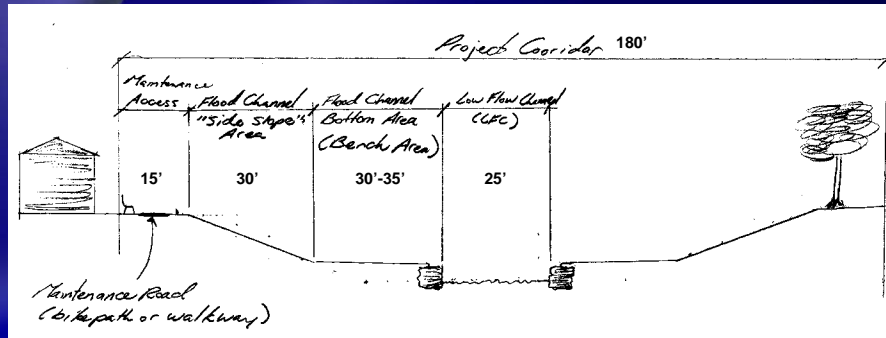 Project Cooridor 180'
Maintenance
Access
Flood Channel
"Side Slope"
Area
Flood Channel
Bottom Area
(Bench Area)
Low Flow Channel
(LFC)
15'
30'
30'-35'
25'
Maintenance Road
(bikepath or walkway)